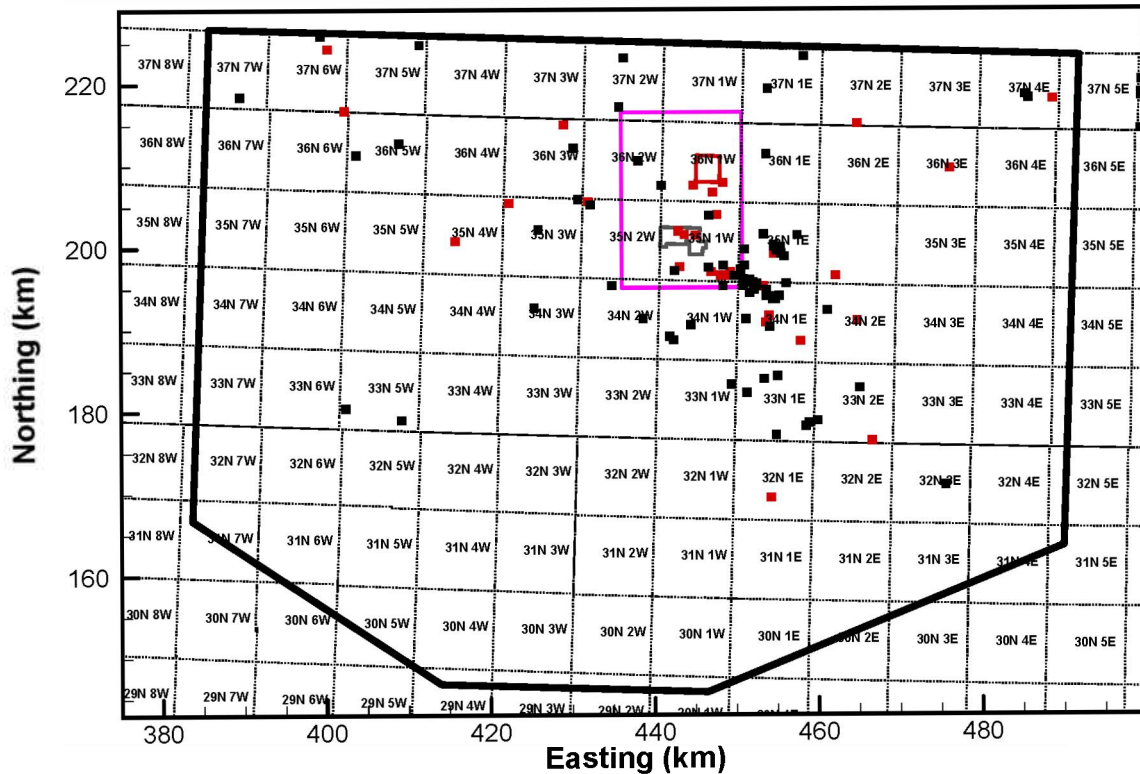 37N 8W 37N 7W 37N 6W 37N 5W 37N 4W 37N 3W 37N 2W 37N 1W 37N 1E 37N 2E 37N 3E 37N 4E 37N 5E
220
36N 8W 36N 7W 36N 6W 36N 5W 36N 4W 36N 3W 36N 2W 36N 1W 36N 1E 36N 2E 36N 3E 36N 4E 36N 5E
35N 8W 35N 7W 35N 6W 35N 5W 35N 4W 35N 3W 35N 2W 35N 1W 35N 1E 35N 3E 35N 4E 35N 5E
200
34N 8W 34N 7W 34N 6W 34N 5W 34N 4W 34N 3W 34N 2W 34N 1W 34N 1E 34N 2E 34N 3E 34N 4E 34N 5E
Northing (km)
33N 8W 33N 7W 33N 6W 33N 5W 33N 4W 33N 3W 33N 2W 33N 1W 33N 1E 33N 2E 33N 3E 33N 4E 33N 5E
180
32N 8W 32N 7W 32N 6W 32N 5W 32N 4W 32N 3W 32N 2W 32N 1W 32N 1E 32N 2E 32N 3E 32N 4E 32N 5E
31N 8W 31N 7W 31N 6W 31N 5W 31N 4W 31N 3W 31N 2W 31N 1W 31N 1E 31N 2E 31N 3E 31N 4E 31N 5E
160
30N 8W 30N 7W 30N 6W 30N 5W 30N 4W 30N 3W 30N 2W 30N 1W 30N 1E 30N 2E 30N 3E 30N 4E 30N 5E
29N 8W 29N 7W 29N 6W 29N 5W 29N 4W 29N 3W 29N 2W
380 400 420 440 460 480
Easting (km)